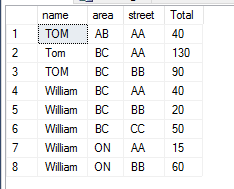 name area street Total
1 TOM AB AA 40
2 Tom BC AA 130
3 TOM BC BB 90
4 William BC AA 40
5 William BC BB 20
6 William BC CC 50
7 William ON AA 15
8 William ON BB 60